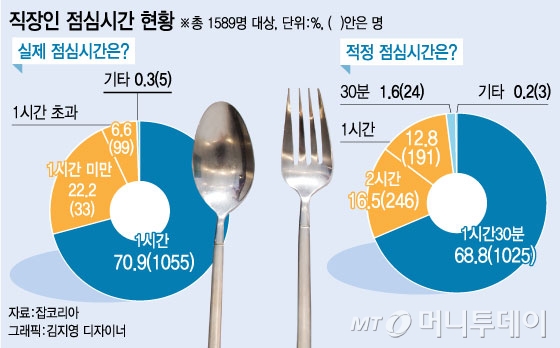 직장인 점심시간 현황 ※총 1589명 대상, 단위:%, ( )안은 명
실제 점심시간은?
기타 0.3(5)
1시간 초과
6.6
(99)
1시간 미만
22.2
(33)
1시간
70.9(1055)
적정 점심시간은?
30분 1.6(24)
기타 0.2(3)
1시간
12.8
(191)
2시간
16.5(246)
1시간30분
68.8(1025)
자료:잡코리아
그래픽:김지영 디자이너
MT 머니투데이